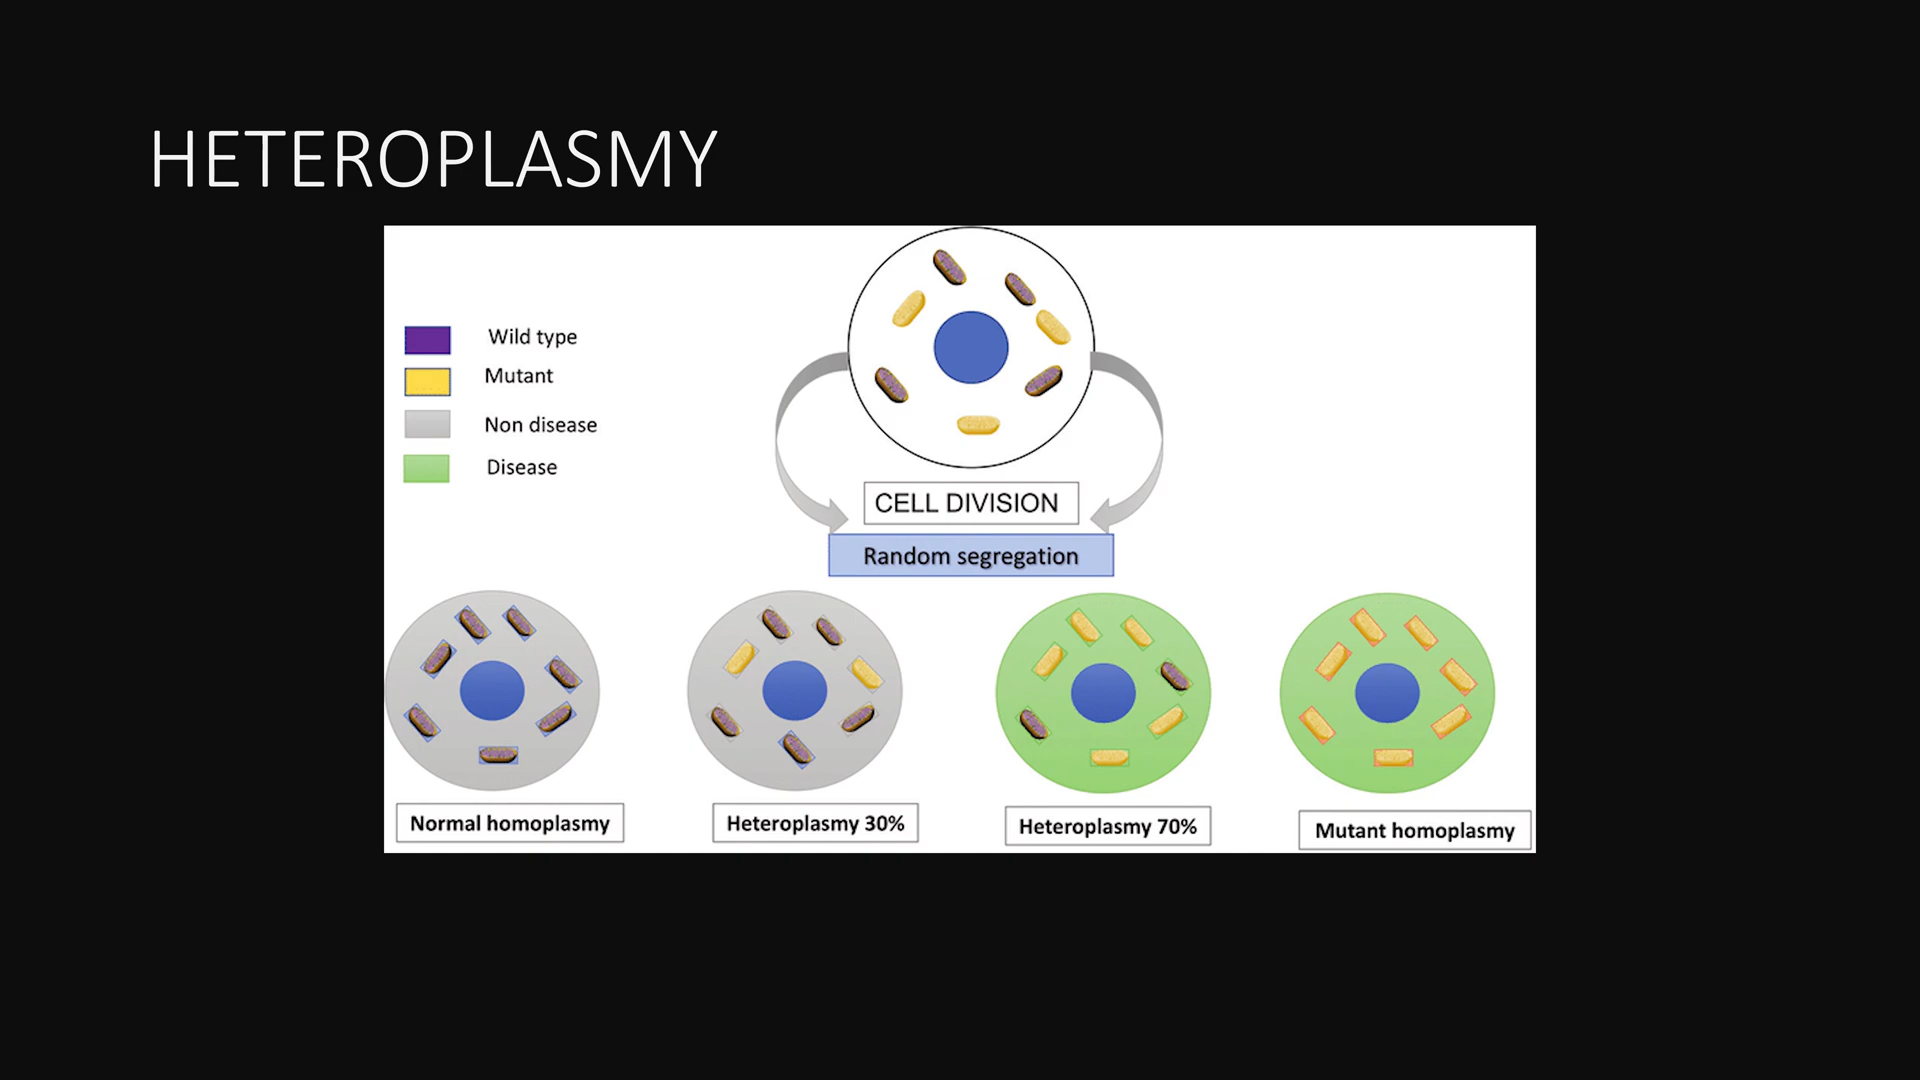 HETEROPLASMY
Wild type
Mutant
Non disease
Disease
CELL DIVISION
Random segregation
Normal homoplasmy
Heteroplasmy 30%
Heteroplasmy 70%
Mutant homoplasmy